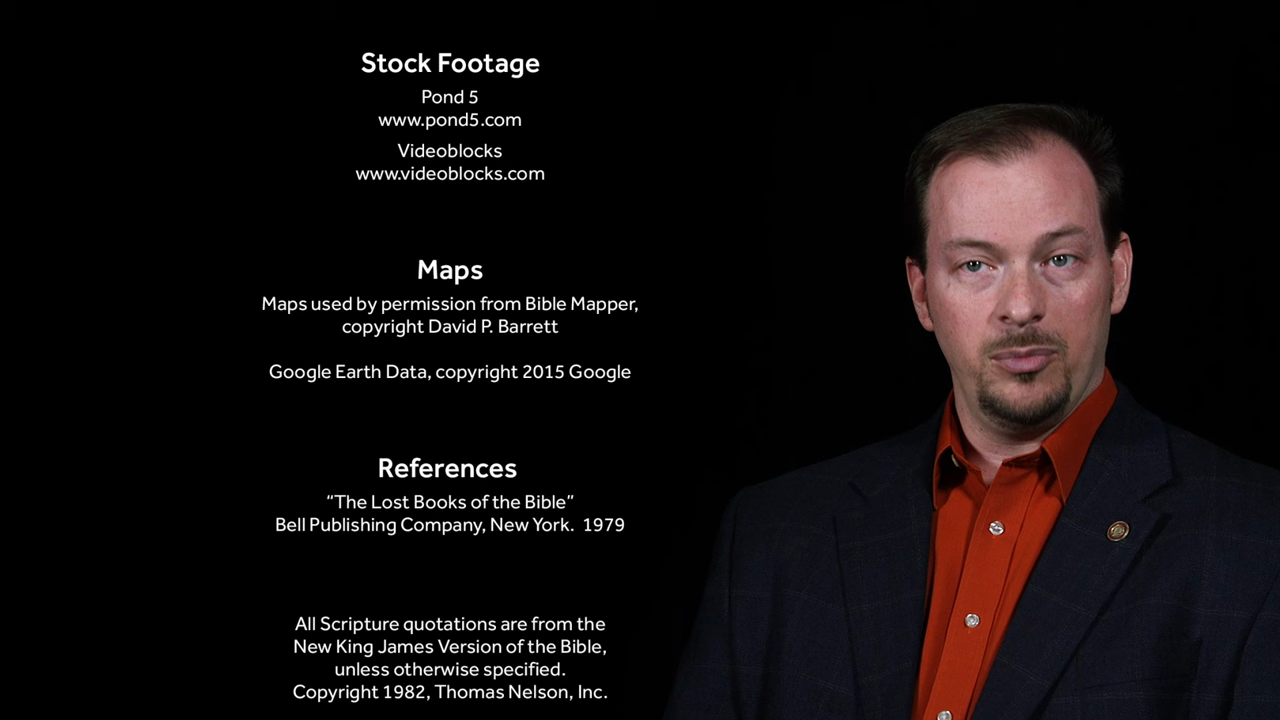 Stock Footage
Pond 5
www.pond5.com
Videoblocks
www.videoblocks.com
Maps
Maps used by permission from Bible Mapper,
copyright David P. Barrett
Google Earth Data, copyright 2015 Google
References
“The Lost Books of the Bible”
Bell Publishing Company, New York.  1979
All Scripture quotations are from the
New King James Version of the Bible,
unless otherwise specified.
Copyright 1982, Thomas Nelson, Inc.